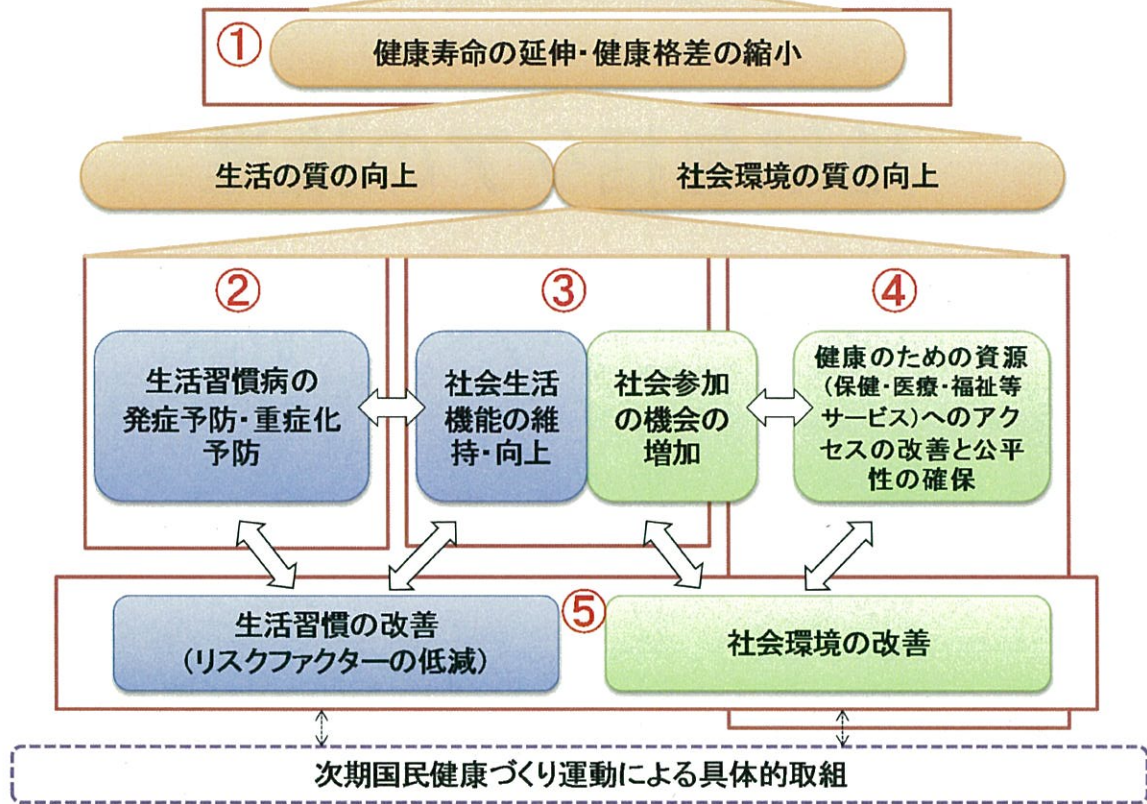 ①
健康寿命の延伸・健康格差の縮小
生活の質の向上
社会環境の質の向上
②
③
④
生活習慣病の
発症予防・重症化
予防
社会生活
機能の維
持・向上
社会参加
の機会の
増加
健康のための資源
(保健・医療・福祉等
サービス)へのアク
セスの改善と公平
性の確保
生活習慣の改善
(リスクファクターの低減)
⑤
社会環境の改善
次期国民健康づくり運動による具体的取組